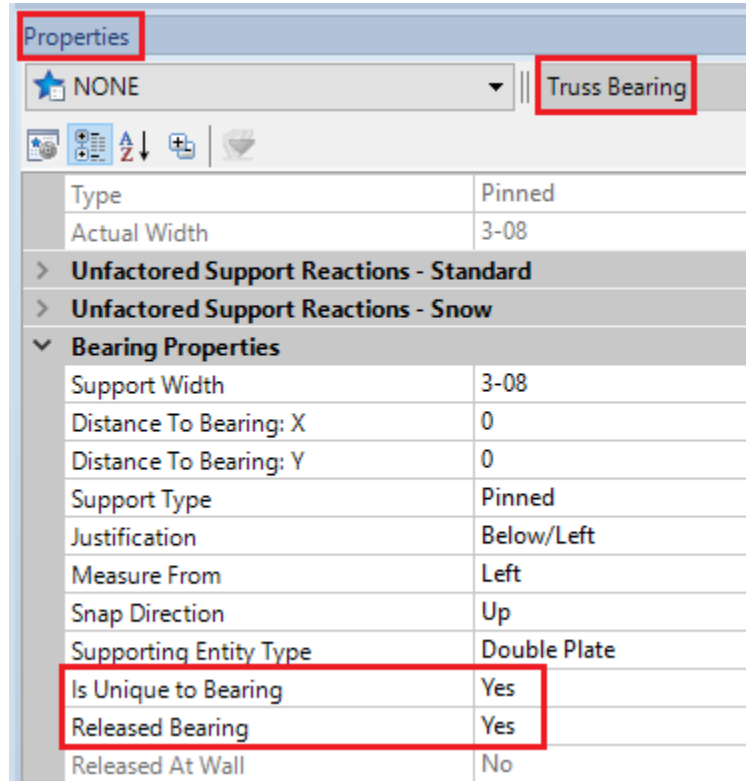 Properties
NONE Truss Bearing
Type Pinned
Actual Width 3-08
Unfactored Support Reactions - Standard
Unfactored Support Reactions - Snow
Bearing Properties
Support Width 3-08
Distance To Bearing: X 0
Distance To Bearing: Y 0
Support Type Pinned
Justification Below/Left
Measure From Left
Snap Direction Up
Supporting Entity Type Double Plate
Is Unique to Bearing Yes
Released Bearing Yes
Released At Wall No